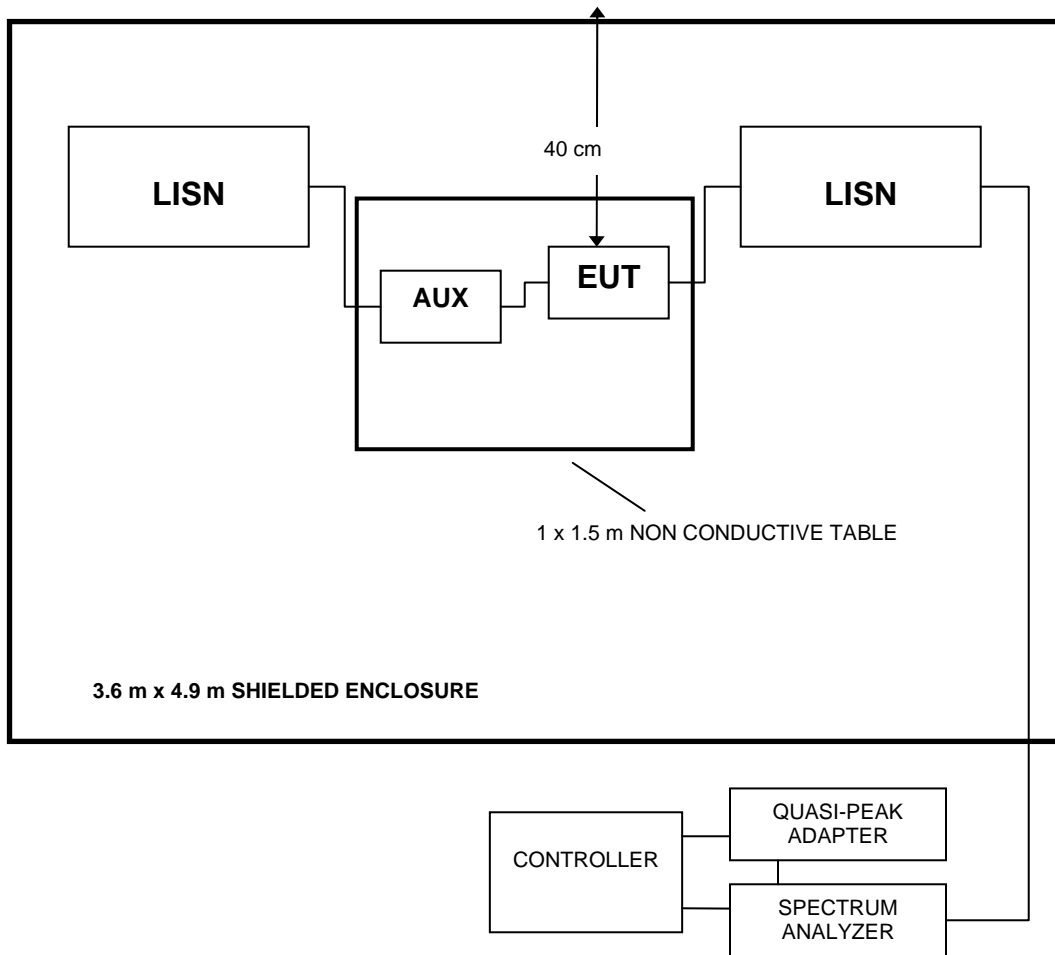 40 cm
LISN
LISN
EUT
AUX
1 x 1.5 m NON CONDUCTIVE TABLE
3.6 m x 4.9 m SHIELDED ENCLOSURE
QUASI-PEAK
ADAPTER
CONTROLLER
SPECTRUM
ANALYZER